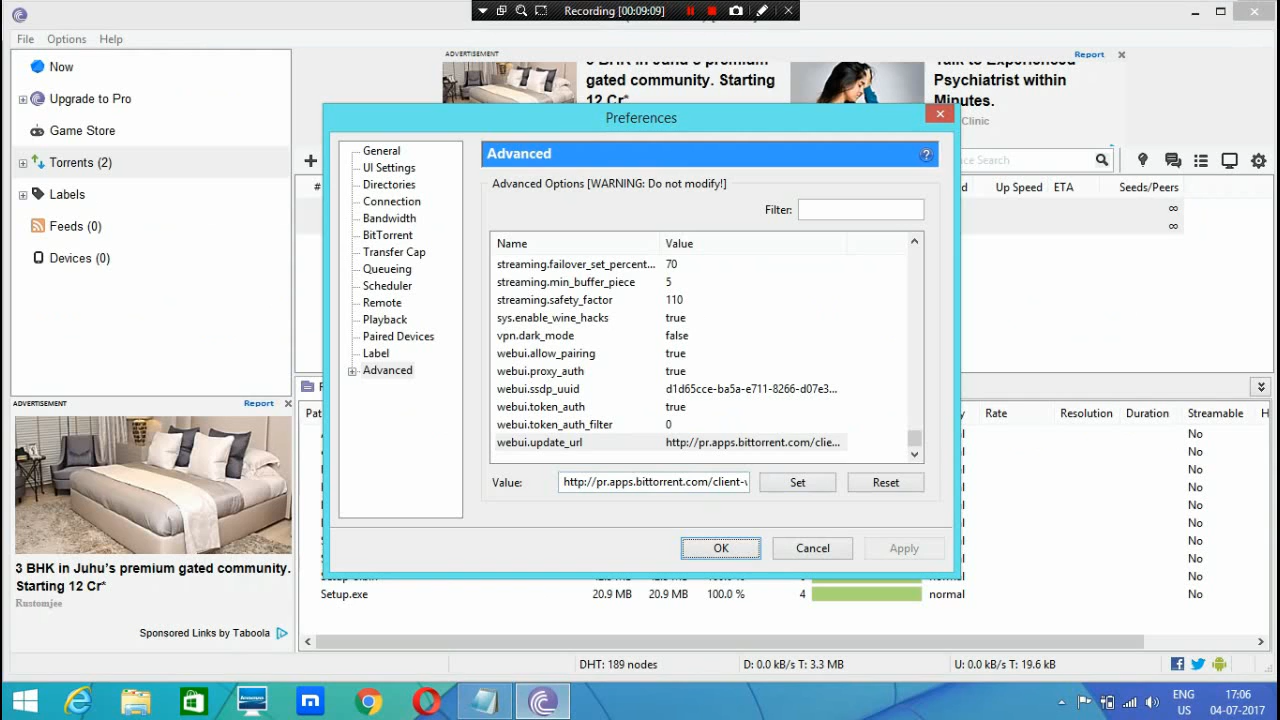 Recording [00:09:09]
File Options Help
Now
Upgrade to Pro
Game Store
Torrents (2)
Labels
Feeds (0)
Devices (0)
ADVERTISEMENT
Report
gated community. Starting
12 Cr*
Psychiatrist within
Minutes.
Clinic
Search
#
Up Speed ETA Seeds/Peers
∞
∞
Preferences
General
UI Settings
Directories
Connection
Bandwidth
BitTorrent
Transfer Cap
Queueing
Scheduler
Remote
Playback
Paired Devices
Label
Advanced
Advanced
Advanced Options [WARNING: Do not modify!]
Filter:
Name Value
streaming.failover_set_percent... 70
streaming.min_buffer_piece 5
streaming.safety_factor 110
sys.enable_wine_hacks true
vpn.dark_mode false
webui.allow_pairing true
webui.proxy_auth true
webui.ssdp_uuid d1d65cce-ba5a-e711-8266-d07e3...
webui.token_auth true
webui.token_auth_filter 0
webui.update_url http://pr.apps.bittorrent.com/clie...
Value: http://pr.apps.bittorrent.com/client- Set Reset
OK Cancel Apply
Rate Resolution Duration Streamable
No
No
No
No
No
No
No
No
No
Setup.exe 20.9 MB 20.9 MB 100.0 % 4 normal No
ADVERTISEMENT Report
3 BHK in Juhu's premium gated community.
Starting 12 Cr*
Rustomjee
Sponsored Links by Taboola
DHT: 189 nodes D: 0.0 kB/s T: 3.3 MB U: 0.0 kB/s T: 19.6 kB
ENG 17:06
US 04-07-2017